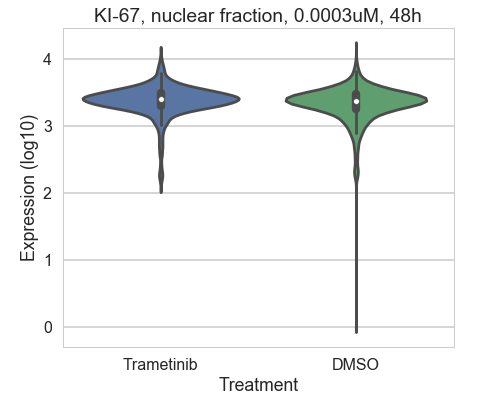 KI-67, nuclear fraction, 0.0003uM, 48h
Expression (log10)
4
3
2
1
0
Trametinib DMSO
Treatment